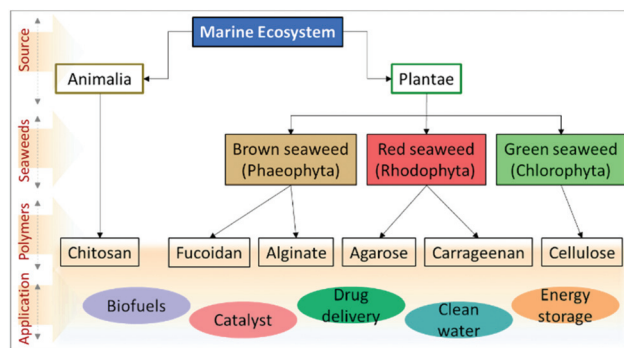 Marine Ecosystem
Source
Animalia
Plantae
Seaweeds
Brown seaweed
(Phaeophyta)
Red seaweed
(Rhodophyta)
Green seaweed
(Chlorophyta)
Polymers
Chitosan
Fucoidan
Alginate
Agarose
Carrageenan
Cellulose
Application
Biofuels
Catalyst
Drug
delivery
Clean
water
Energy
storage